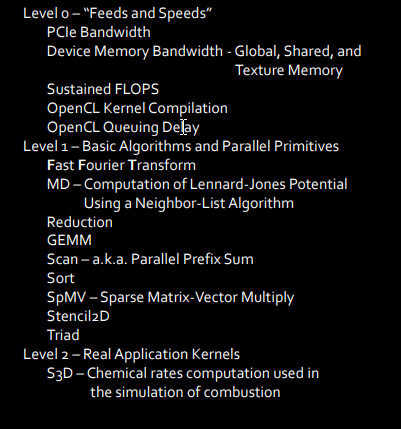 Level 0 – “Feeds and Speeds”
PCIe Bandwidth
Device Memory Bandwidth - Global, Shared, and
Texture Memory
Sustained FLOPS
OpenCL Kernel Compilation
OpenCL Queuing Delay
Level 1 – Basic Algorithms and Parallel Primitives
Fast Fourier Transform
MD – Computation of Lennard-Jones Potential
Using a Neighbor-List Algorithm
Reduction
GEMM
Scan – a.k.a. Parallel Prefix Sum
Sort
SpMV – Sparse Matrix-Vector Multiply
Stencil2D
Triad
Level 2 – Real Application Kernels
S3D – Chemical rates computation used in
the simulation of combustion